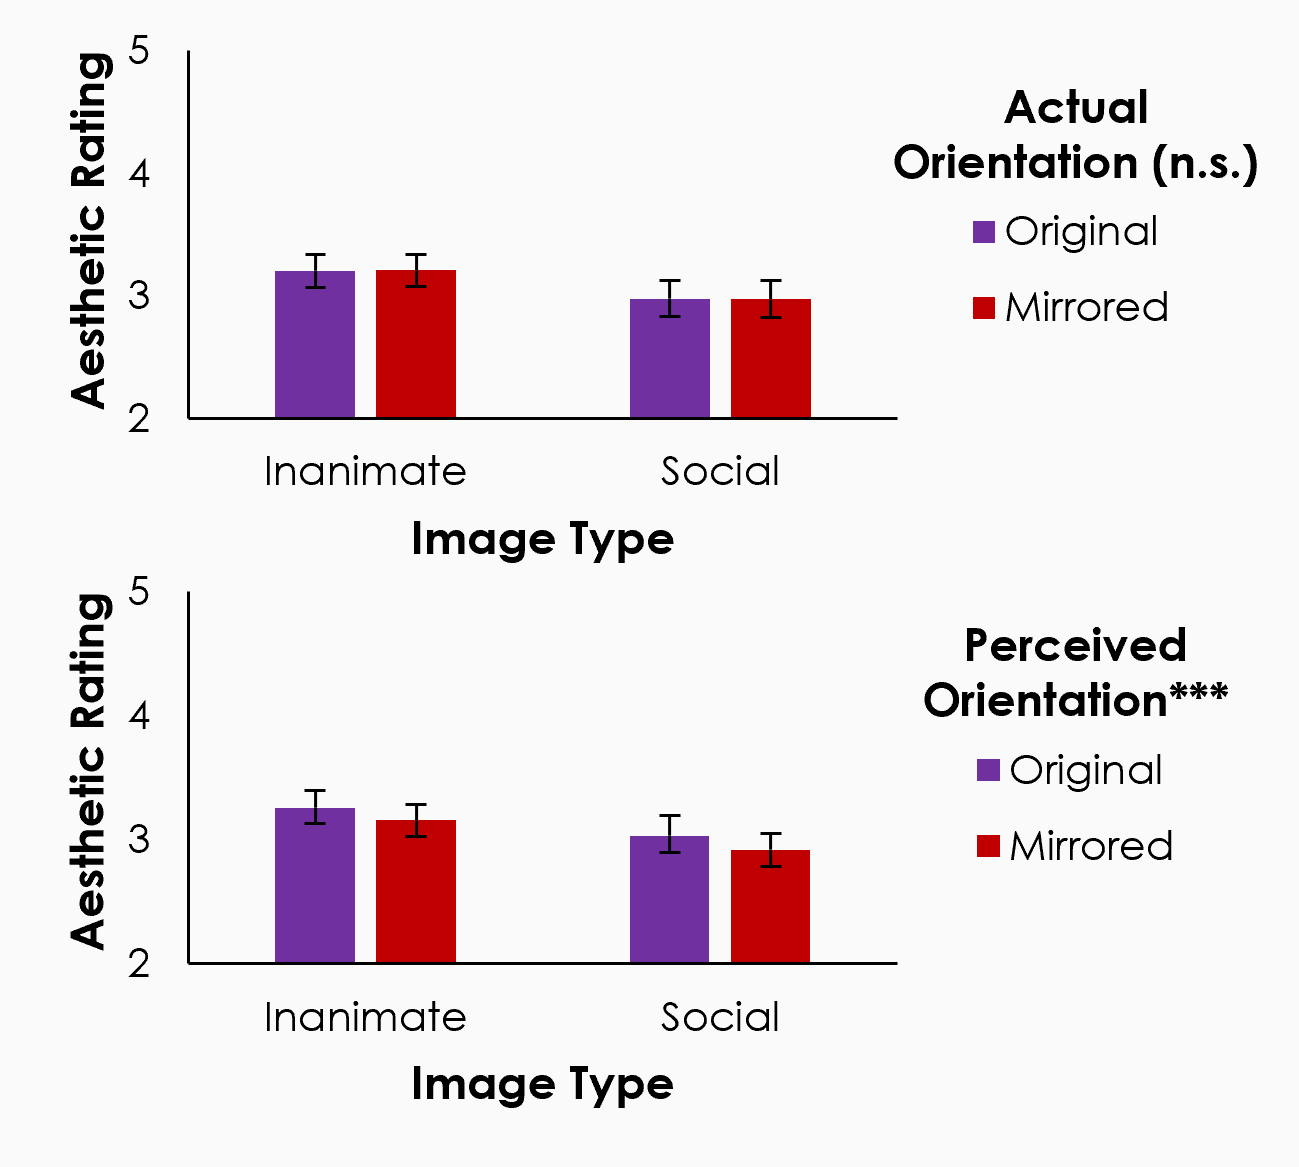 5
4
3
2
Aesthetic Rating
Inanimate
Social
Image Type
Actual
Orientation (n.s.)
Original
Mirrored
5
4
3
2
Aesthetic Rating
Inanimate
Social
Image Type
Perceived
Orientation***
Original
Mirrored